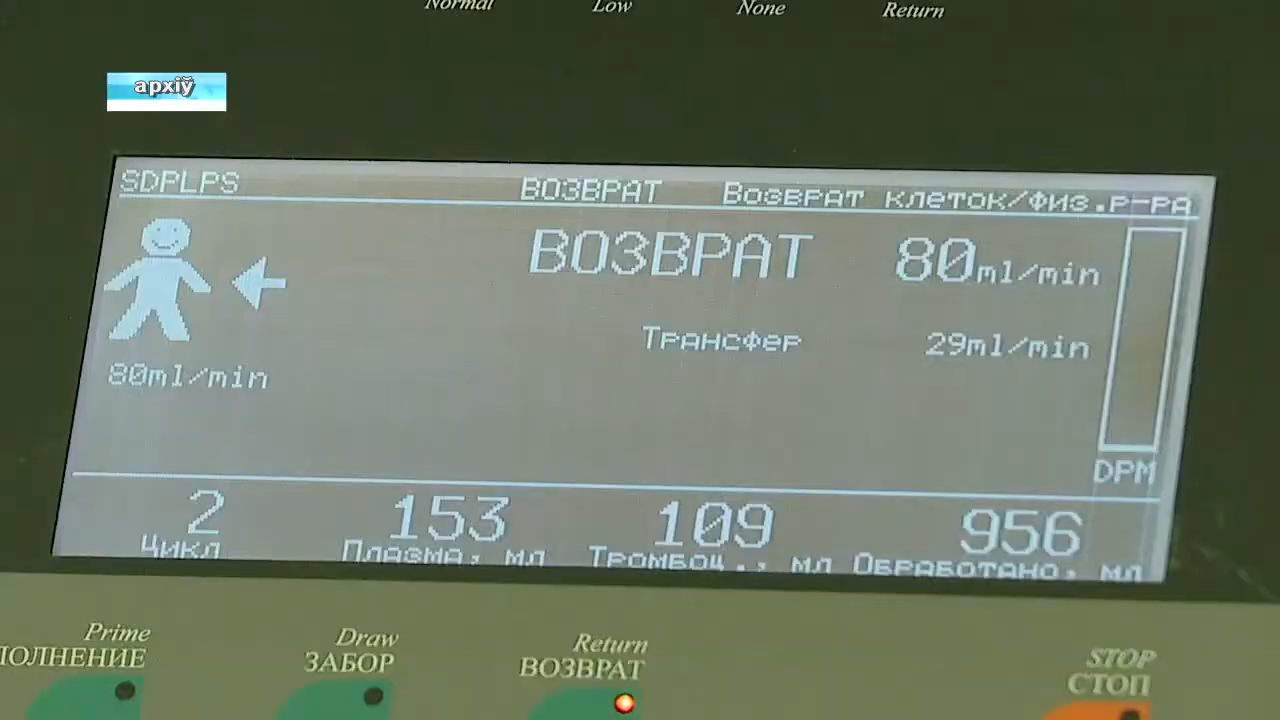 Normal Low None Return
архіў
SDPLPS ВОЗВРАТ Возврат клеток/физ.р-ра
ВОЗВРАТ 80ml/min
Трансфер 29ml/min
80ml/min
DPM
2 153 109 956
Цикл Плазма, мл Тромбоц., мл Обработано, мл
Prime Draw Return STOP
ПОЛНЕНИЕ ЗАБОР ВОЗВРАТ СТОП